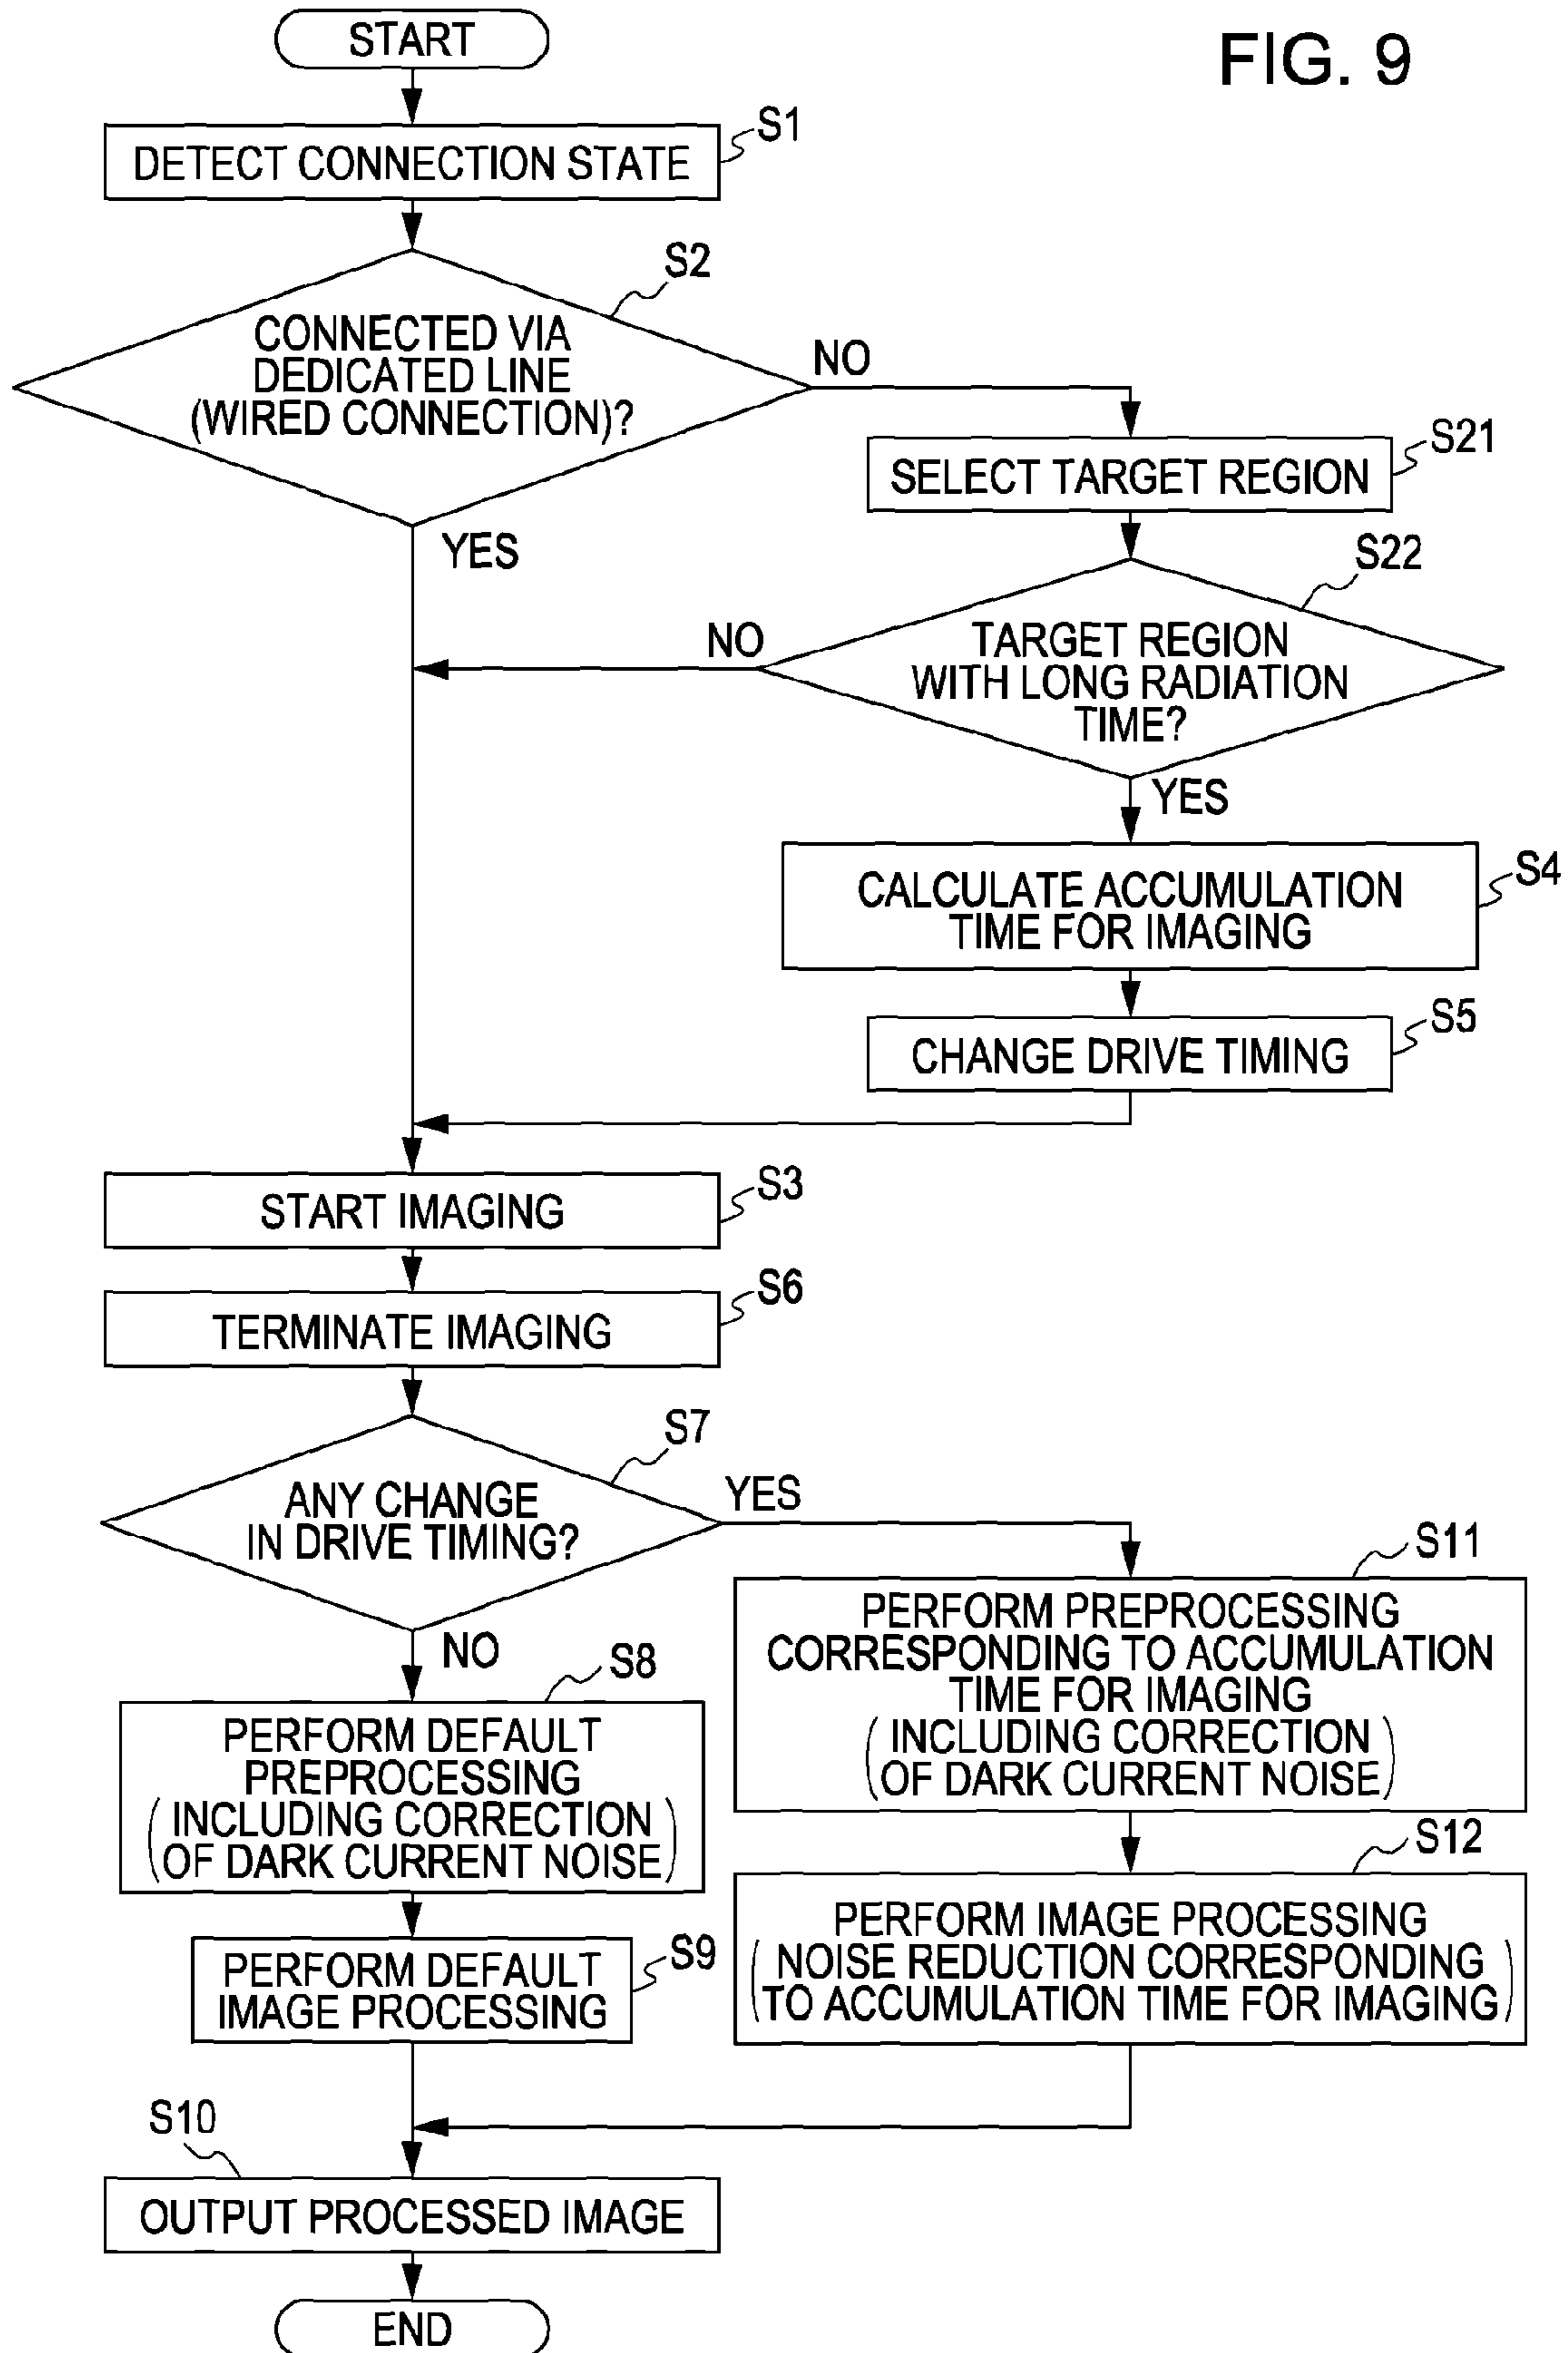 FIG. 9
START
S1
DETECT CONNECTION STATE
S2
CONNECTED VIA
DEDICATED LINE
(WIRED CONNECTION)?
NO
YES
S21
SELECT TARGET REGION
S22
TARGET REGION
WITH LONG RADIATION
TIME?
NO
YES
S4
CALCULATE ACCUMULATION
TIME FOR IMAGING
S5
CHANGE DRIVE TIMING
S3
START IMAGING
S6
TERMINATE IMAGING
S7
ANY CHANGE
IN DRIVE TIMING?
YES
NO
S11
PERFORM PREPROCESSING
CORRESPONDING TO ACCUMULATION
TIME FOR IMAGING
(INCLUDING CORRECTION
OF DARK CURRENT NOISE)
S8
PERFORM DEFAULT
PREPROCESSING
(INCLUDING CORRECTION
OF DARK CURRENT NOISE)
S12
PERFORM IMAGE PROCESSING
(NOISE REDUCTION CORRESPONDING
TO ACCUMULATION TIME FOR IMAGING)
S9
PERFORM DEFAULT
IMAGE PROCESSING
S10
OUTPUT PROCESSED IMAGE
END